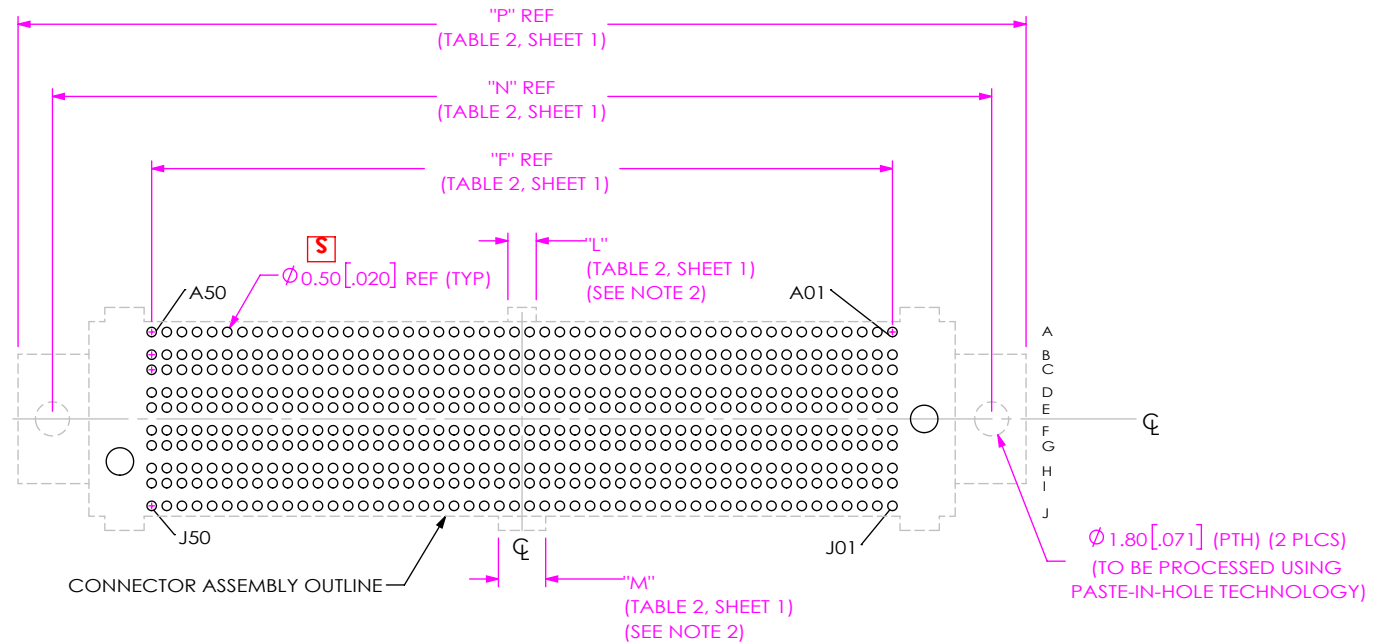 "P" REF
(TABLE 2, SHEET 1)
"N" REF
(TABLE 2, SHEET 1)
"F" REF
(TABLE 2, SHEET 1)
S
Ø0.50[.020] REF (TYP)
"L"
(TABLE 2, SHEET 1)
(SEE NOTE 2)
A50
A01
A
B
C
D
E
F
G
H
I
J
℄
J50
℄
J01
CONNECTOR ASSEMBLY OUTLINE
"M"
(TABLE 2, SHEET 1)
(SEE NOTE 2)
Ø1.80[.071] (PTH) (2 PLCS)
(TO BE PROCESSED USING
PASTE-IN-HOLE TECHNOLOGY)